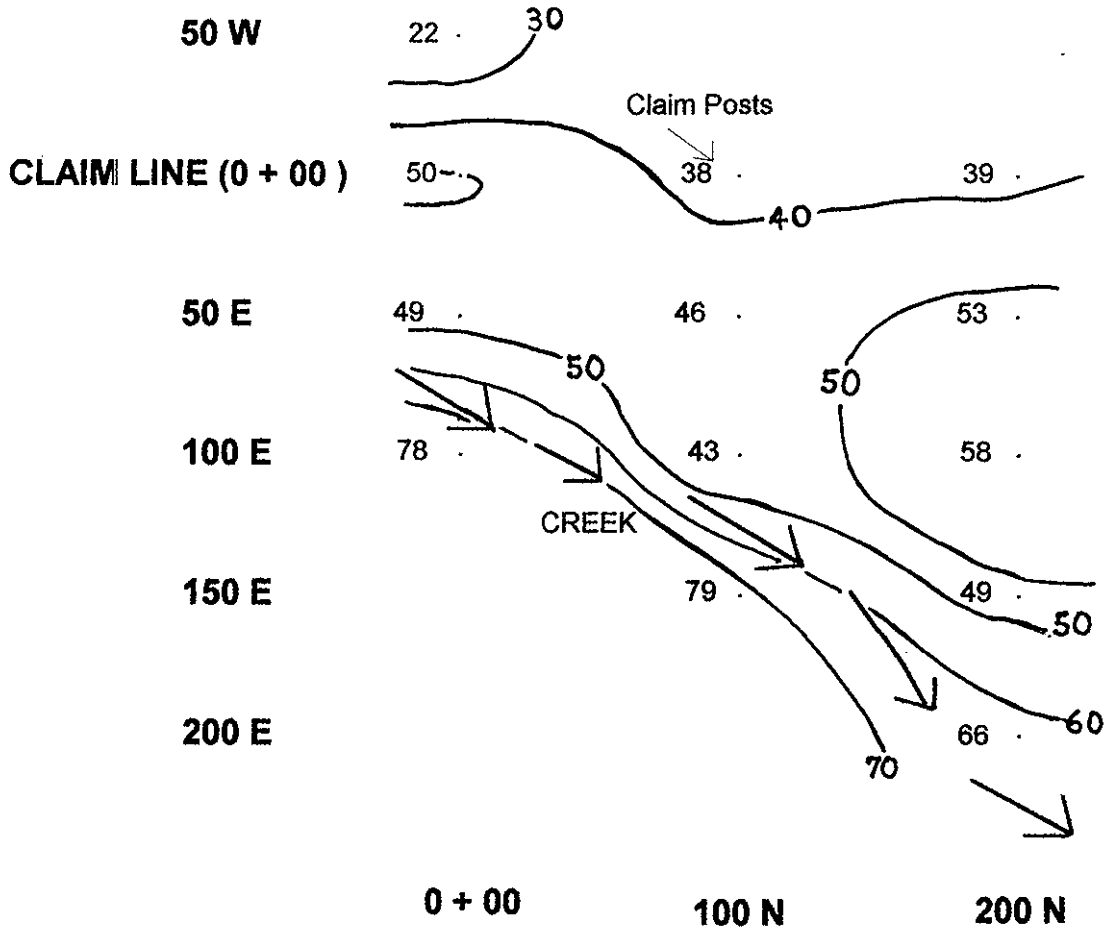 50 W 22 30
Claim Posts
CLAIM LINE (0 + 00 ) 50 38 39
40
50 E 49 46 53
50 50
100 E 78 43 58
CREEK
150 E 79 49
50
200 E 66 60
70
0 + 00 100 N 200 N